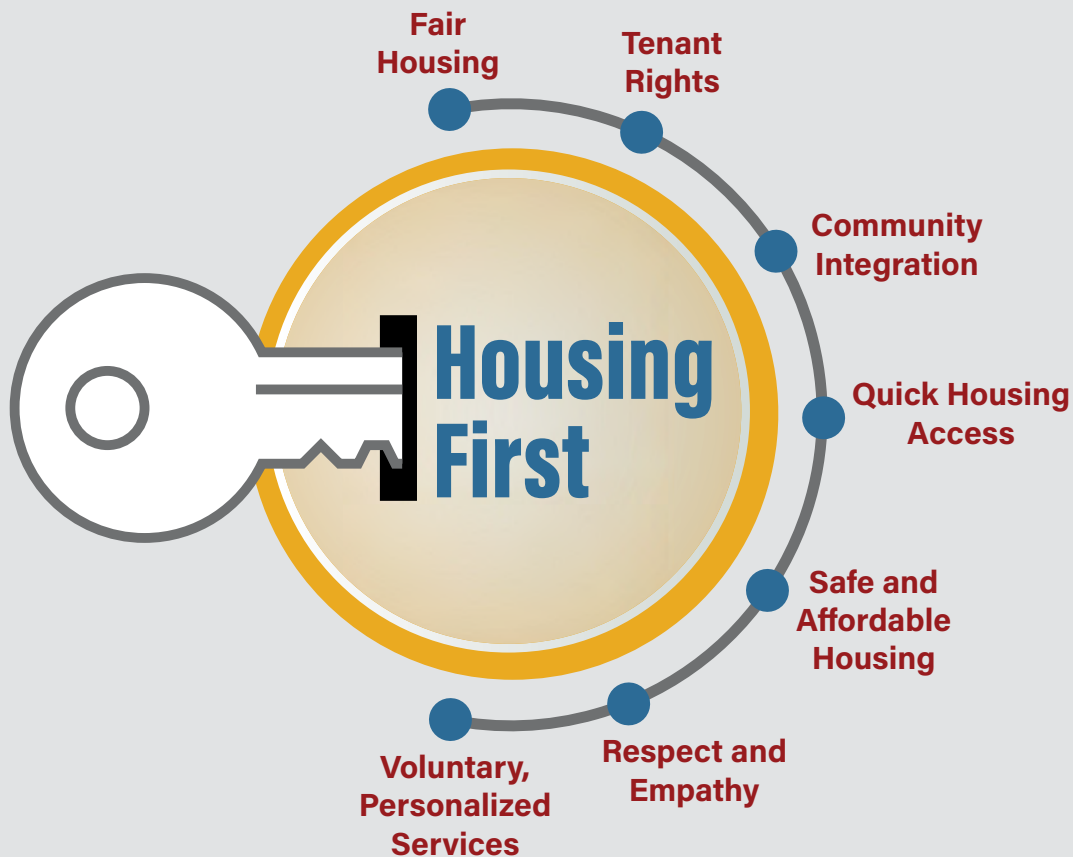 Fair
Housing
Tenant
Rights
Community
Integration
Housing
First
Quick Housing
Access
Safe and
Affordable
Housing
Respect and
Empathy
Voluntary,
Personalized
Services